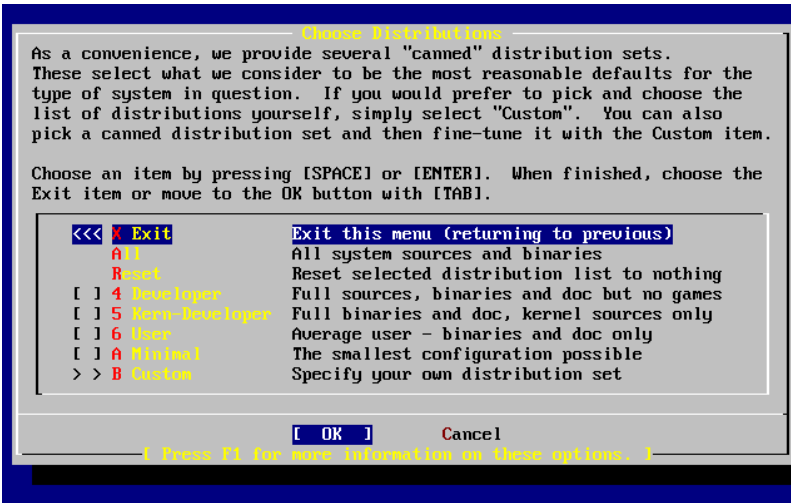 Choose Distributions
As a convenience, we provide several "canned" distribution sets.
These select what we consider to be the most reasonable defaults for the
type of system in question.  If you would prefer to pick and choose the
list of distributions yourself, simply select "Custom".  You can also
pick a canned distribution set and then fine-tune it with the Custom item.
Choose an item by pressing [SPACE] or [ENTER].  When finished, choose the
Exit item or move to the OK button with [TAB].
<<< X Exit Exit this menu (returning to previous)
All All system sources and binaries
Reset Reset selected distribution list to nothing
[ ] 4 Developer Full sources, binaries and doc but no games
[ ] 5 Kern-Developer Full binaries and doc, kernel sources only
[ ] 6 User Average user - binaries and doc only
[ ] A Minimal The smallest configuration possible
> > B Custom Specify your own distribution set
[ OK ] Cancel
[ Press F1 for more information on these options. ]